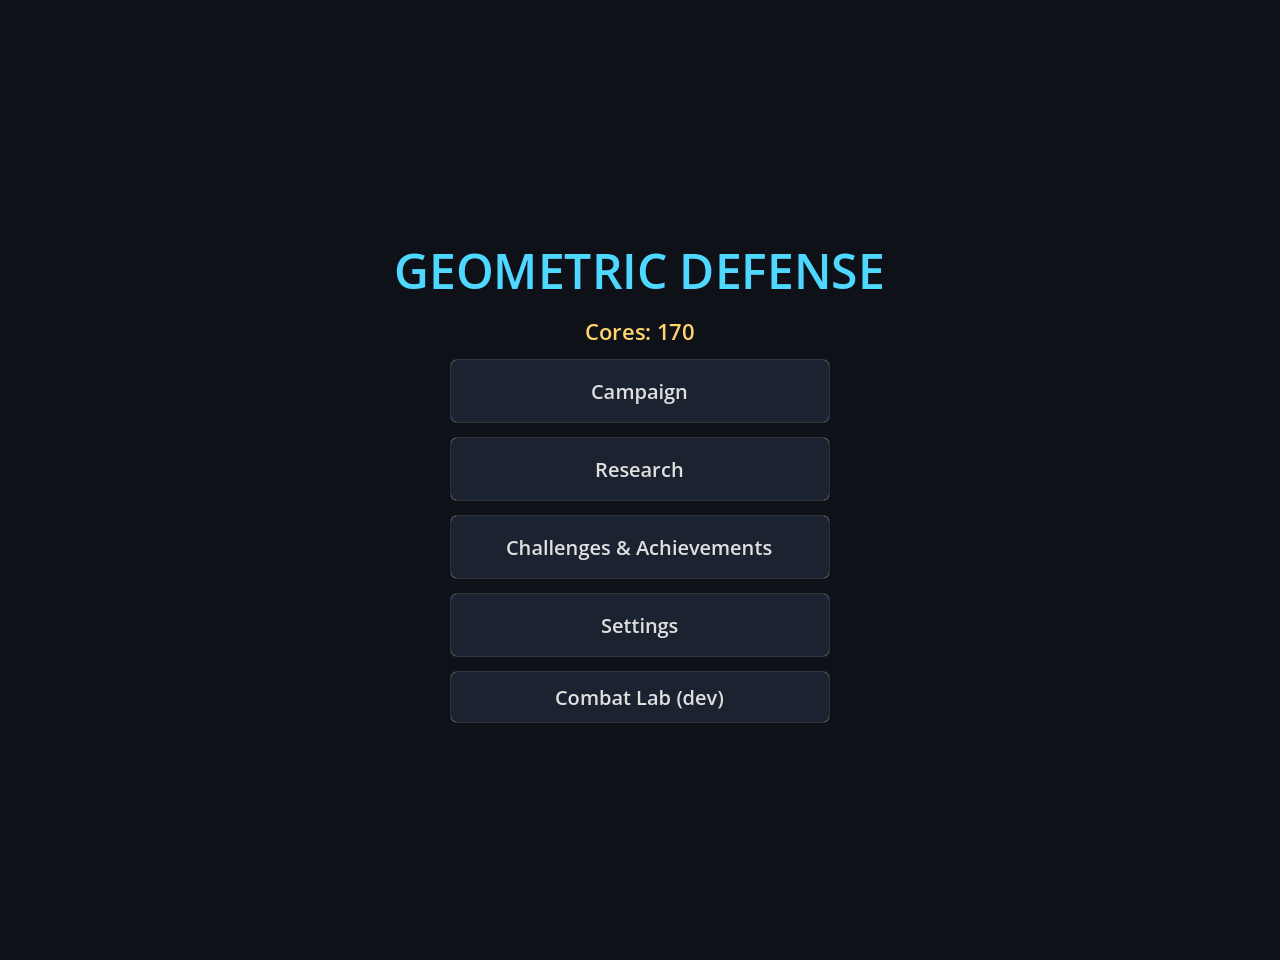 GEOMETRIC DEFENSE
Cores: 170
Campaign
Research
Challenges & Achievements
Settings
Combat Lab (dev)